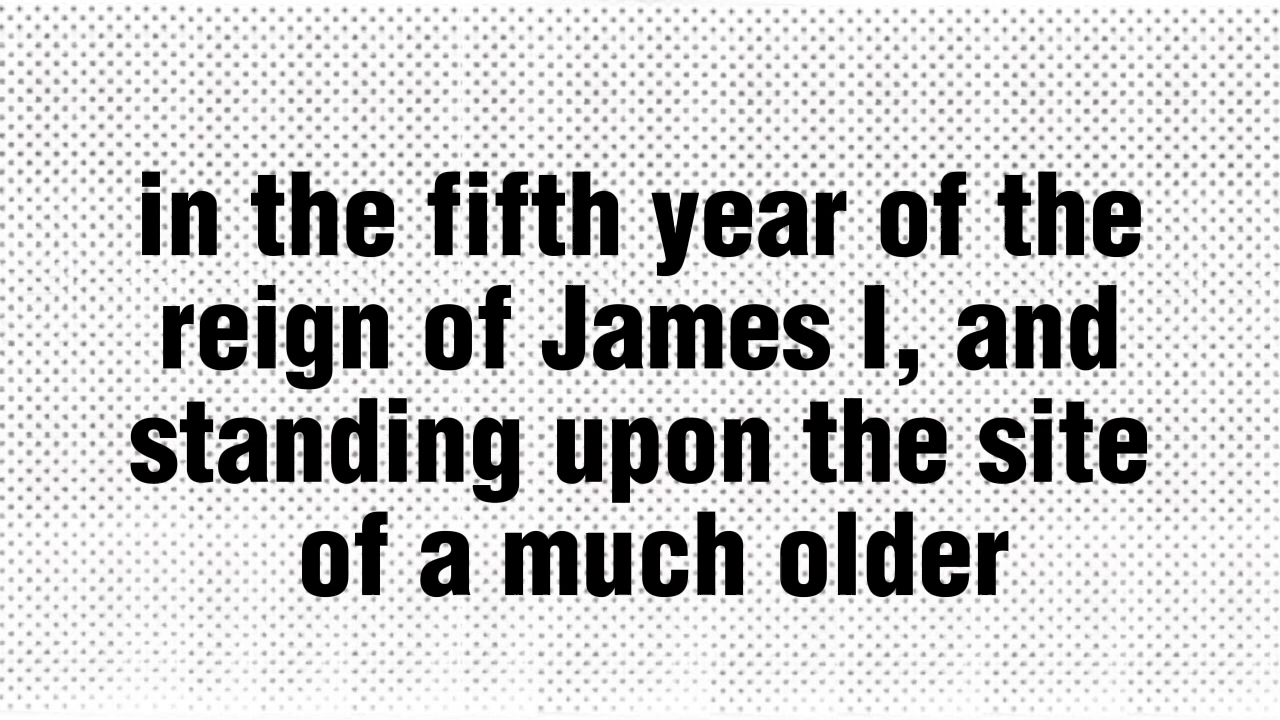 in the fifth year of the
reign of James I, and
standing upon the site
of a much older